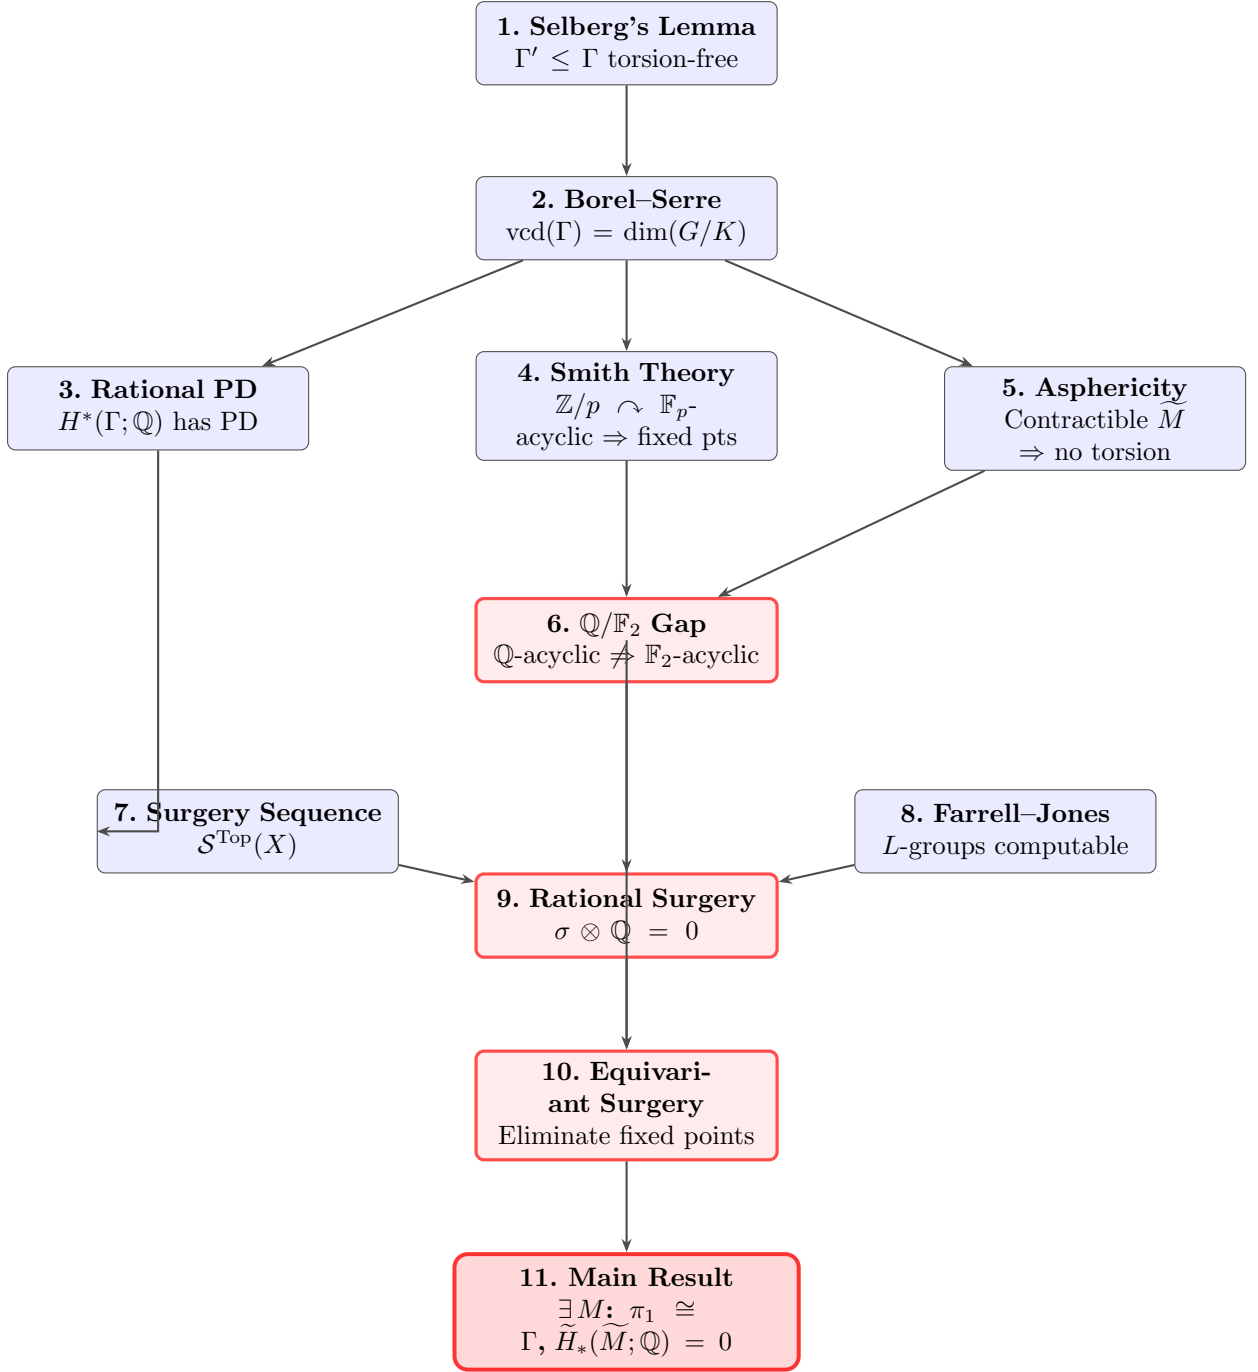 1. Selberg's Lemma
Γ′ ≤ Γ torsion-free
2. Borel–Serre
vcd(Γ) = dim(G/K)
3. Rational PD
H*(Γ; ℚ) has PD
4. Smith Theory
ℤ/p ↷ 𝔽ₚ-
acyclic ⇒ fixed pts
5. Asphericity
Contractible M̃
⇒ no torsion
6. ℚ/𝔽₂ Gap
ℚ-acyclic ⇏ 𝔽₂-acyclic
7. Surgery Sequence
𝒮ᵀᵒᵖ(X)
8. Farrell–Jones
L-groups computable
9. Rational Surgery
σ ⊗ ℚ = 0
10. Equivari-
ant Surgery
Eliminate fixed points
11. Main Result
∃ M: π₁ ≅
Γ, H̃₎(M̃; ℚ) = 0